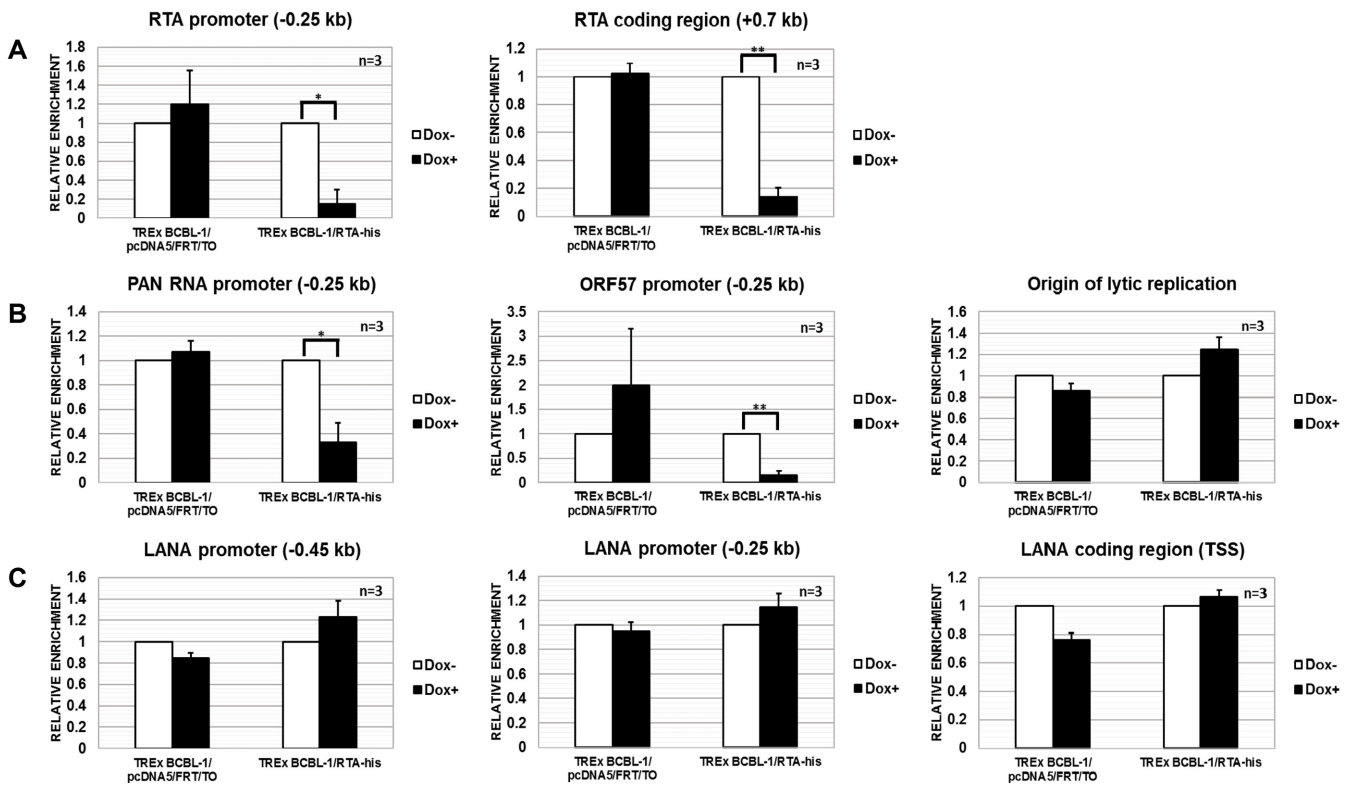 A
RTA promoter (-0.25 kb)
RELATIVE ENRICHMENT
1.8
1.6
1.4
1.2
1
0.8
0.6
0.4
0.2
0
n=3
*
TREx BCBL-1/
pcDNA5/FRT/TO
TREx BCBL-1/RTA-his
Dox-
Dox+
RTA coding region (+0.7 kb)
RELATIVE ENRICHMENT
1.2
1
0.8
0.6
0.4
0.2
0
n=3
**
TREx BCBL-1/
pcDNA5/FRT/TO
TREx BCBL-1/RTA-his
Dox-
Dox+
B
PAN RNA promoter (-0.25 kb)
RELATIVE ENRICHMENT
1.4
1.2
1
0.8
0.6
0.4
0.2
0
n=3
*
TREx BCBL-1/
pcDNA5/FRT/TO
TREx BCBL-1/RTA-his
Dox-
Dox+
ORF57 promoter (-0.25 kb)
RELATIVE ENRICHMENT
3.5
3
2.5
2
1.5
1
0.5
0
n=3
**
TREx BCBL-1/
pcDNA5/FRT/TO
TREx BCBL-1/RTA-his
Dox-
Dox+
Origin of lytic replication
RELATIVE ENRICHMENT
1.6
1.4
1.2
1
0.8
0.6
0.4
0.2
0
n=3
TREx BCBL-1/
pcDNA5/FRT/TO
TREx BCBL-1/RTA-his
Dox-
Dox+
C
LANA promoter (-0.45 kb)
RELATIVE ENRICHMENT
1.6
1.4
1.2
1
0.8
0.6
0.4
0.2
0
n=3
TREx BCBL-1/
pcDNA5/FRT/TO
TREx BCBL-1/RTA-his
Dox-
Dox+
LANA promoter (-0.25 kb)
RELATIVE ENRICHMENT
1.4
1.2
1
0.8
0.6
0.4
0.2
0
n=3
TREx BCBL-1/
pcDNA5/FRT/TO
TREx BCBL-1/RTA-his
Dox-
Dox+
LANA coding region (TSS)
RELATIVE ENRICHMENT
1.2
1
0.8
0.6
0.4
0.2
0
n=3
TREx BCBL-1/
pcDNA5/FRT/TO
TREx BCBL-1/RTA-his
Dox-
Dox+